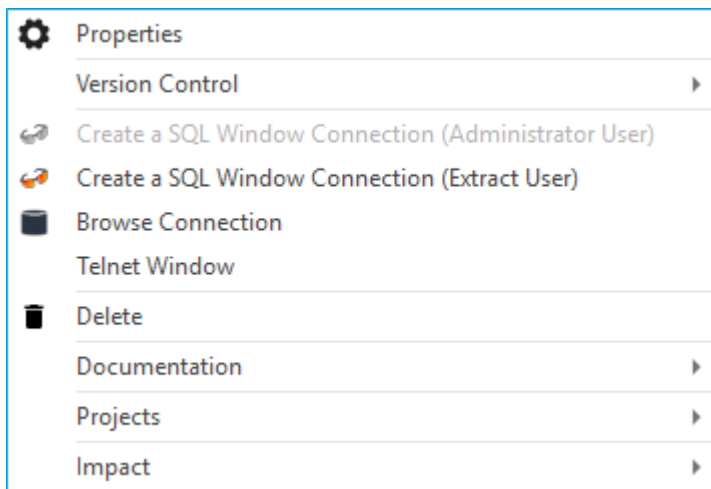 Properties
Version Control
Create a SQL Window Connection (Administrator User)
Create a SQL Window Connection (Extract User)
Browse Connection
Telnet Window
Delete
Documentation
Projects
Impact